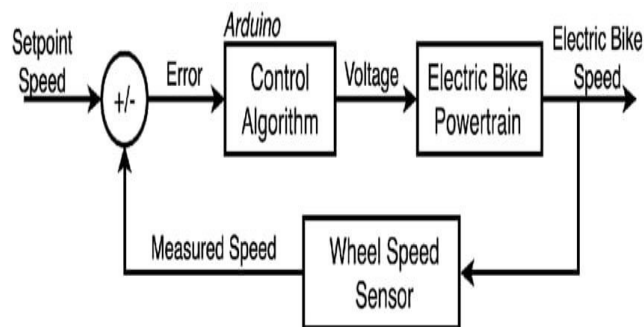 Setpoint
Speed
+/-
Error
Arduino
Control
Algorithm
Voltage
Electric Bike
Powertrain
Electric Bike
Speed
Measured Speed
Wheel Speed
Sensor